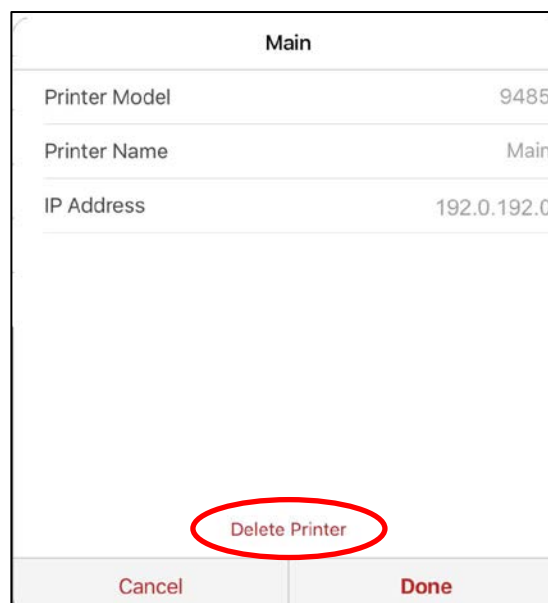 Main
Printer Model 9485
Printer Name Main
IP Address 192.0.192.0
Delete Printer
Cancel Done